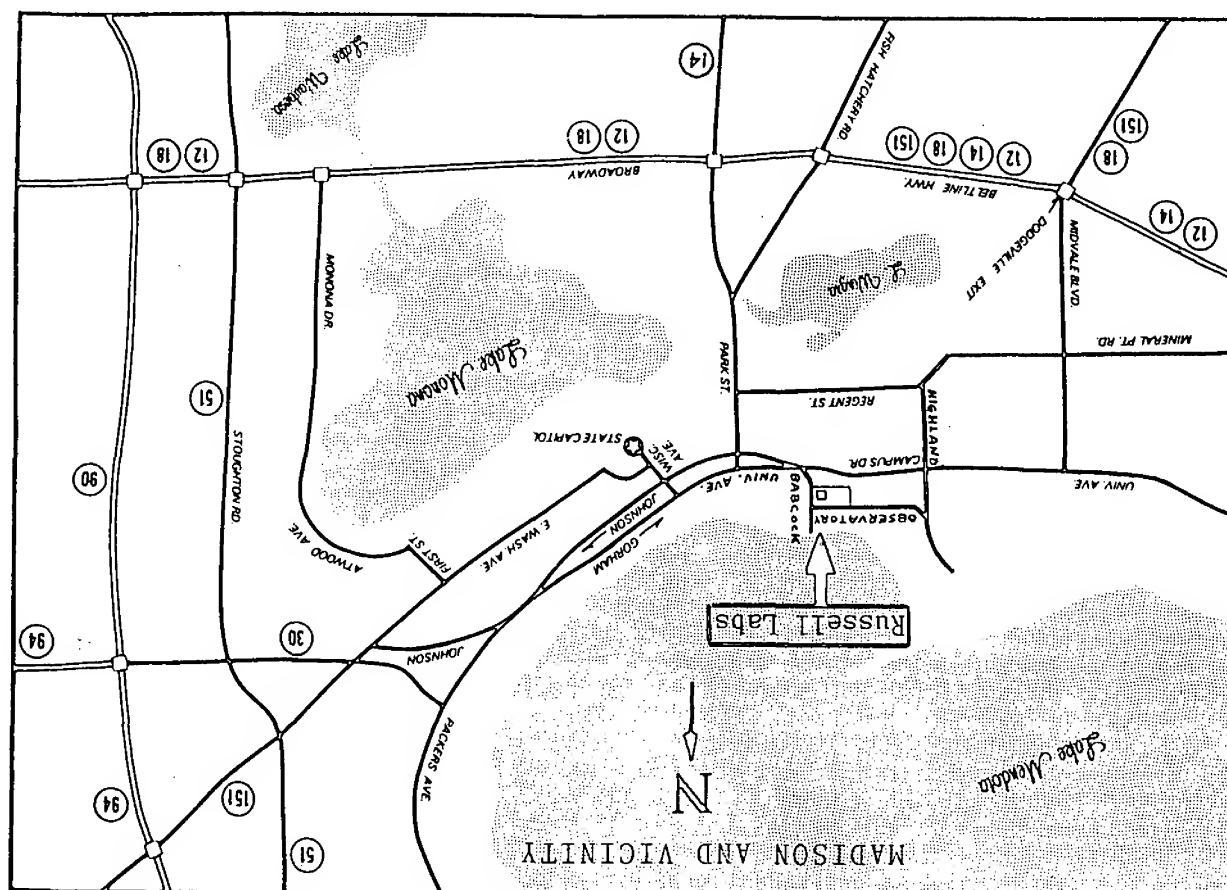 MADISON AND VICINITY
N
Lake Mendota
51
151
94
PACKERS AVE.
Russell Labs
JOHNSON
30
94
OBSERVATORY
BABCOCK
GORHAM
JOHNSON
E. WASH. AVE.
FIRST ST.
ATWOOD AVE.
UNIV. AVE.
CAMPUS DR.
UNIV. AVE.
WISC. AVE.
STATE CAPITOL
STOUGHTON RD.
90
HIGHLAND
REGENT ST.
PARK ST.
51
MINERAL PT. RD.
Lake Monona
MONONA DR.
MIDVALE BLVD.
DODGEVILLE EXIT
L. Wingra
12
14
BELTLINE HWY.
12
14
18
151
BROADWAY
12
18
12
18
18
151
FISH HATCHERY RD.
14
Lake Waubesa